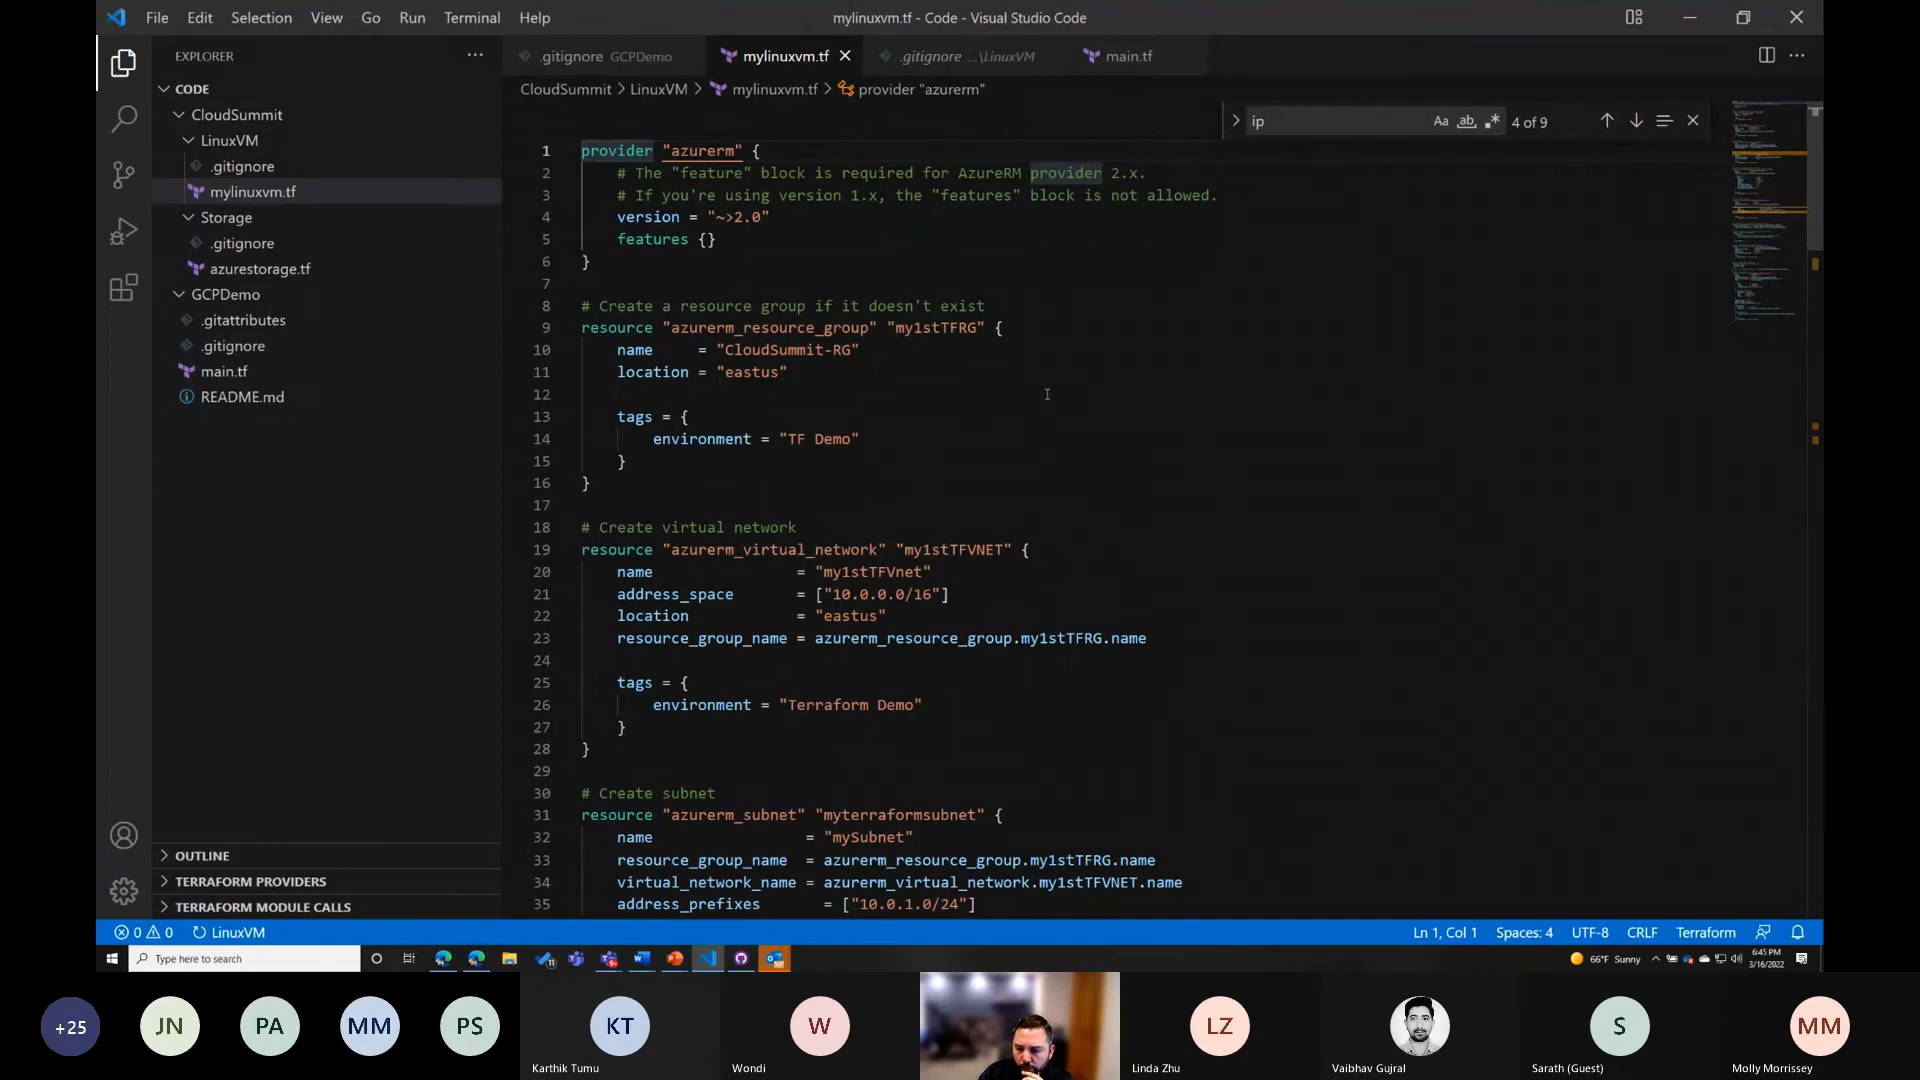 File Edit Selection View Go Run Terminal Help
mylinuxvm.tf - Code - Visual Studio Code
EXPLORER
CODE
CloudSummit
LinuxVM
.gitignore
mylinuxvm.tf
Storage
.gitignore
azurestorage.tf
GCPDemo
.gitattributes
.gitignore
main.tf
README.md
OUTLINE
TERRAFORM PROVIDERS
TERRAFORM MODULE CALLS
.gitignore GCPDemo
mylinuxvm.tf
.gitignore ...\LinuxVM
main.tf
CloudSummit > LinuxVM > mylinuxvm.tf > provider "azurerm"
ip Aa ab 4 of 9
1 provider "azurerm" {
2 # The "feature" block is required for AzureRM provider 2.x.
3 # If you're using version 1.x, the "features" block is not allowed.
4 version = "~>2.0"
5 features {}
6 }
7
8 # Create a resource group if it doesn't exist
9 resource "azurerm_resource_group" "my1stTFRG" {
10 name = "CloudSummit-RG"
11 location = "eastus"
12
13 tags = {
14 environment = "TF Demo"
15 }
16 }
17
18 # Create virtual network
19 resource "azurerm_virtual_network" "my1stTFVNET" {
20 name = "my1stTFVnet"
21 address_space = ["10.0.0.0/16"]
22 location = "eastus"
23 resource_group_name = azurerm_resource_group.my1stTFRG.name
24
25 tags = {
26 environment = "Terraform Demo"
27 }
28 }
29
30 # Create subnet
31 resource "azurerm_subnet" "myterraformsubnet" {
32 name = "mySubnet"
33 resource_group_name = azurerm_resource_group.my1stTFRG.name
34 virtual_network_name = azurerm_virtual_network.my1stTFVNET.name
35 address_prefixes = ["10.0.1.0/24"]
0 0 LinuxVM
Ln 1, Col 1 Spaces: 4 UTF-8 CRLF Terraform
Type here to search
66°F Sunny
6:45 PM
3/16/2022
+25 JN PA MM PS KT W LZ S MM
Karthik Tumu Wondi Linda Zhu Vaibhav Gujral Sarath (Guest) Molly Morrissey